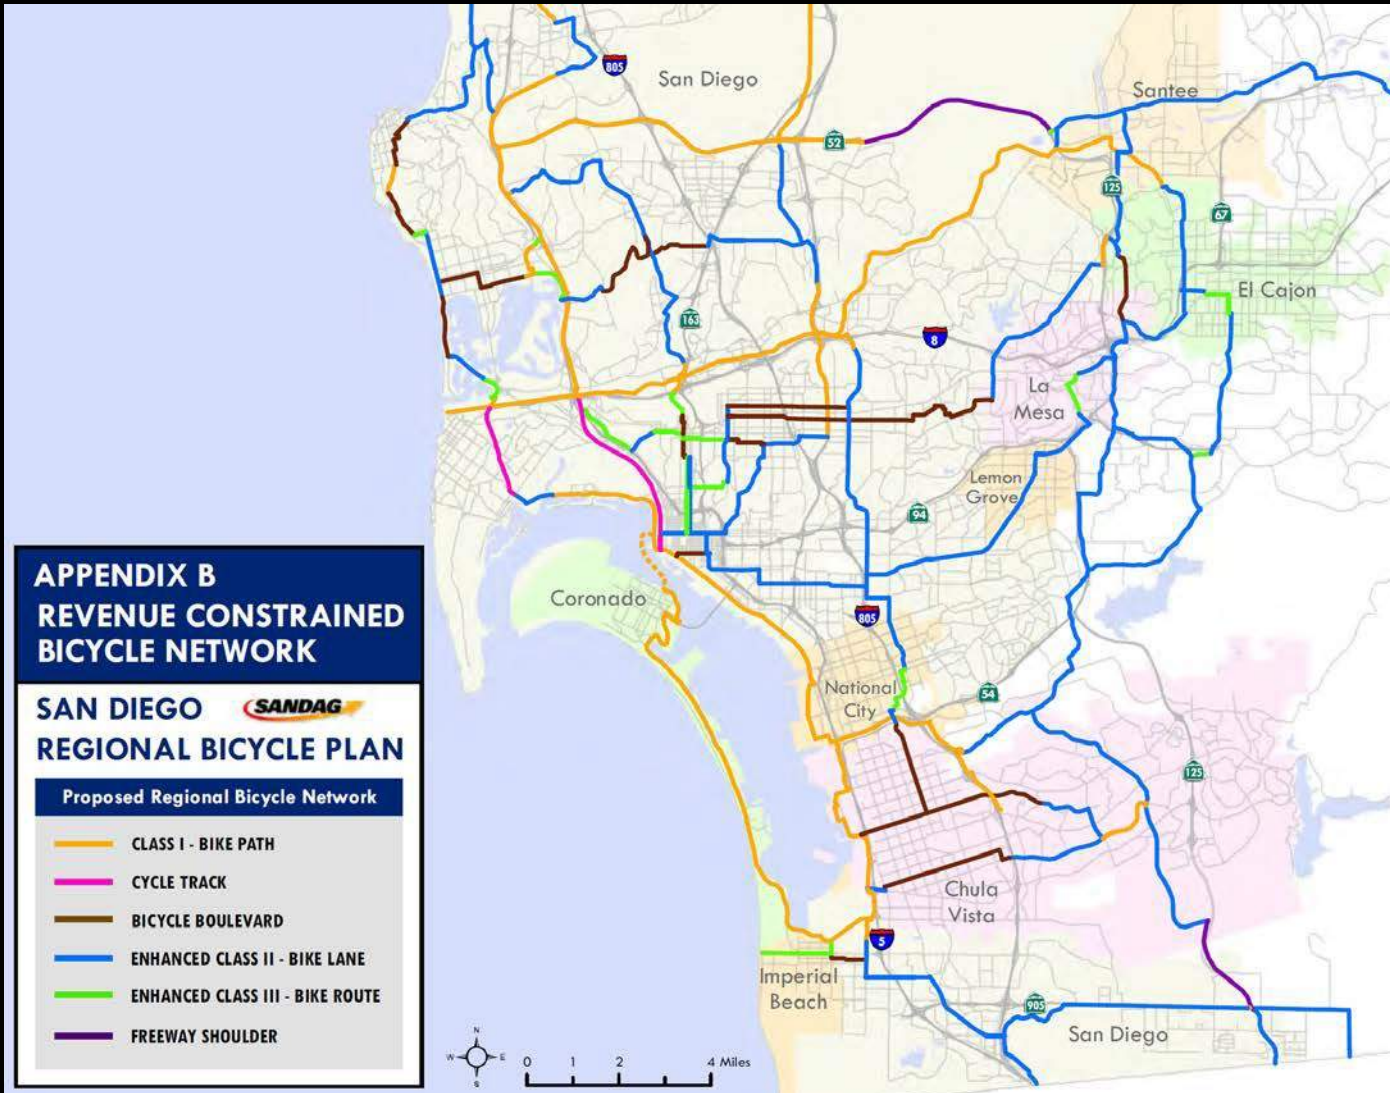 San Diego
Santee
805
52
125
67
El Cajon
163
8
La
Mesa
Lemon
Grove
94
APPENDIX B
REVENUE CONSTRAINED
BICYCLE NETWORK
Coronado
805
SAN DIEGO SANDAG
REGIONAL BICYCLE PLAN
National
City
54
125
Proposed Regional Bicycle Network
CLASS I - BIKE PATH
CYCLE TRACK
BICYCLE BOULEVARD
ENHANCED CLASS II - BIKE LANE
ENHANCED CLASS III - BIKE ROUTE
FREEWAY SHOULDER
Chula
Vista
5
Imperial
Beach
905
San Diego
N
W E
S
0 1 2 4 Miles